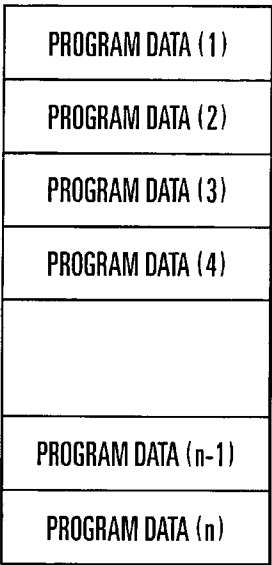 PROGRAM DATA (1)
PROGRAM DATA (2)
PROGRAM DATA (3)
PROGRAM DATA (4)
PROGRAM DATA (n-1)
PROGRAM DATA (n)